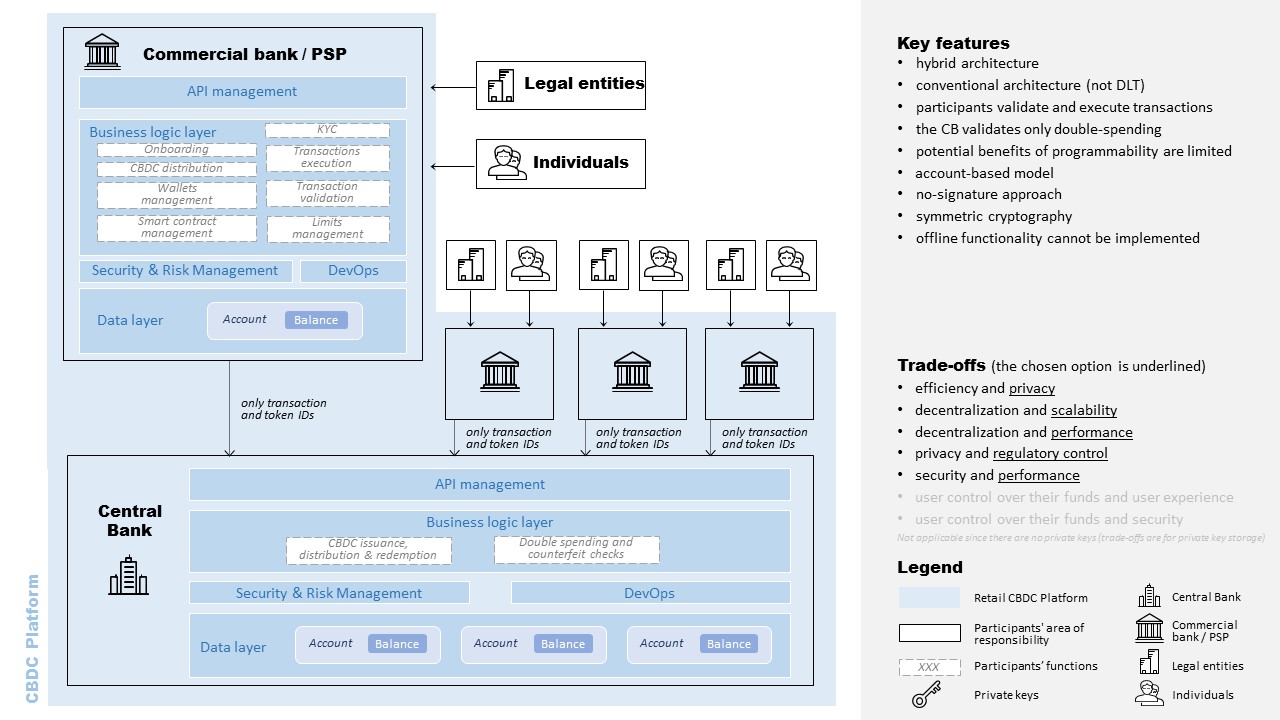 Commercial bank / PSP
API management
Business logic layer
KYC
Onboarding
Transactions
execution
CBDC distribution
Wallets
management
Transaction
validation
Smart contract
management
Limits
management
Security & Risk Management
DevOps
Data layer
Account
Balance
Legal entities
Individuals
only transaction
and token IDs
only transaction
and token IDs
only transaction
and token IDs
only transaction
and token IDs
Central
Bank
API management
Business logic layer
CBDC issuance,
distribution & redemption
Double spending and
counterfeit checks
Security & Risk Management
DevOps
Data layer
Account
Balance
Account
Balance
Account
Balance
CBDC Platform
Key features
• hybrid architecture
• conventional architecture (not DLT)
• participants validate and execute transactions
• the CB validates only double-spending
• potential benefits of programmability are limited
• account-based model
• no-signature approach
• symmetric cryptography
• offline functionality cannot be implemented
Trade-offs (the chosen option is underlined)
• efficiency and privacy
• decentralization and scalability
• decentralization and performance
• privacy and regulatory control
• security and performance
• user control over their funds and user experience
• user control over their funds and security
Not applicable since there are no private keys (trade-offs are for private key storage)
Legend
Retail CBDC Platform
Central Bank
Participants' area of
responsibility
Commercial
bank / PSP
XXX
Participants' functions
Legal entities
Private keys
Individuals